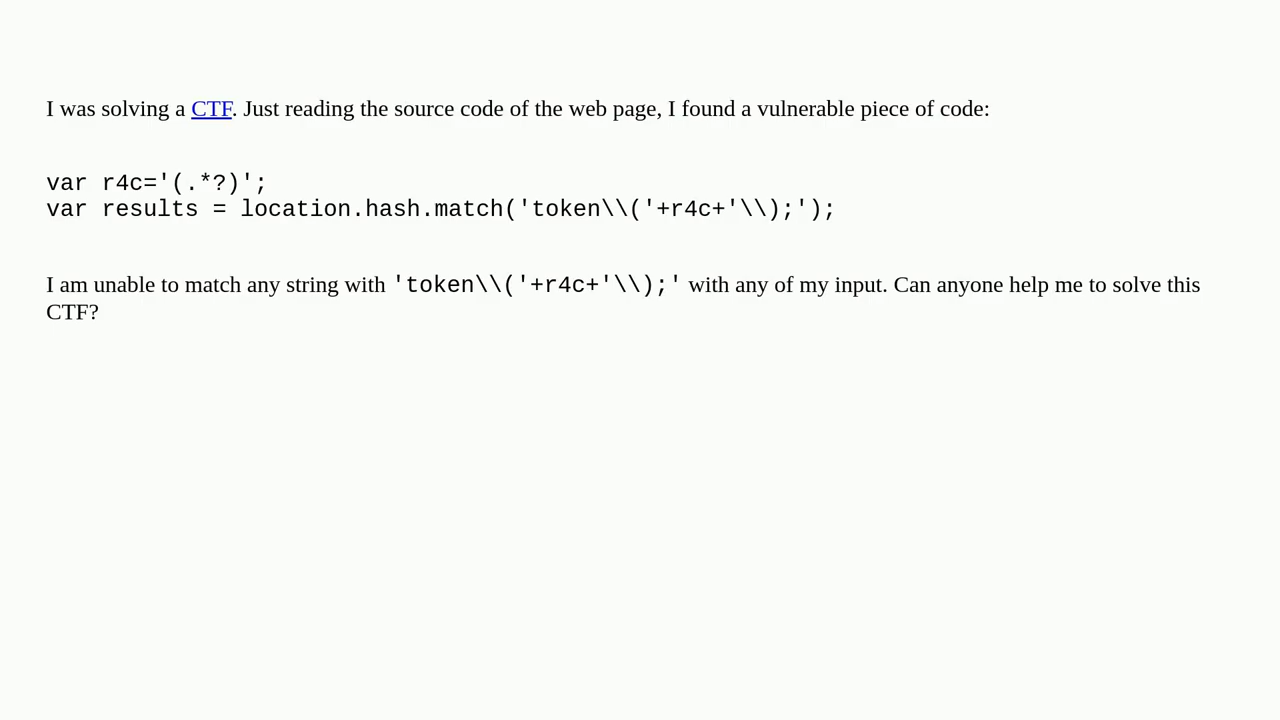 I was solving a CTF. Just reading the source code of the web page, I found a vulnerable piece of code:
var r4c='(.*?)';
var results = location.hash.match('token\\('+r4c+'\\);');
I am unable to match any string with 'token\\('+r4c+'\\);' with any of my input. Can anyone help me to solve this
CTF?